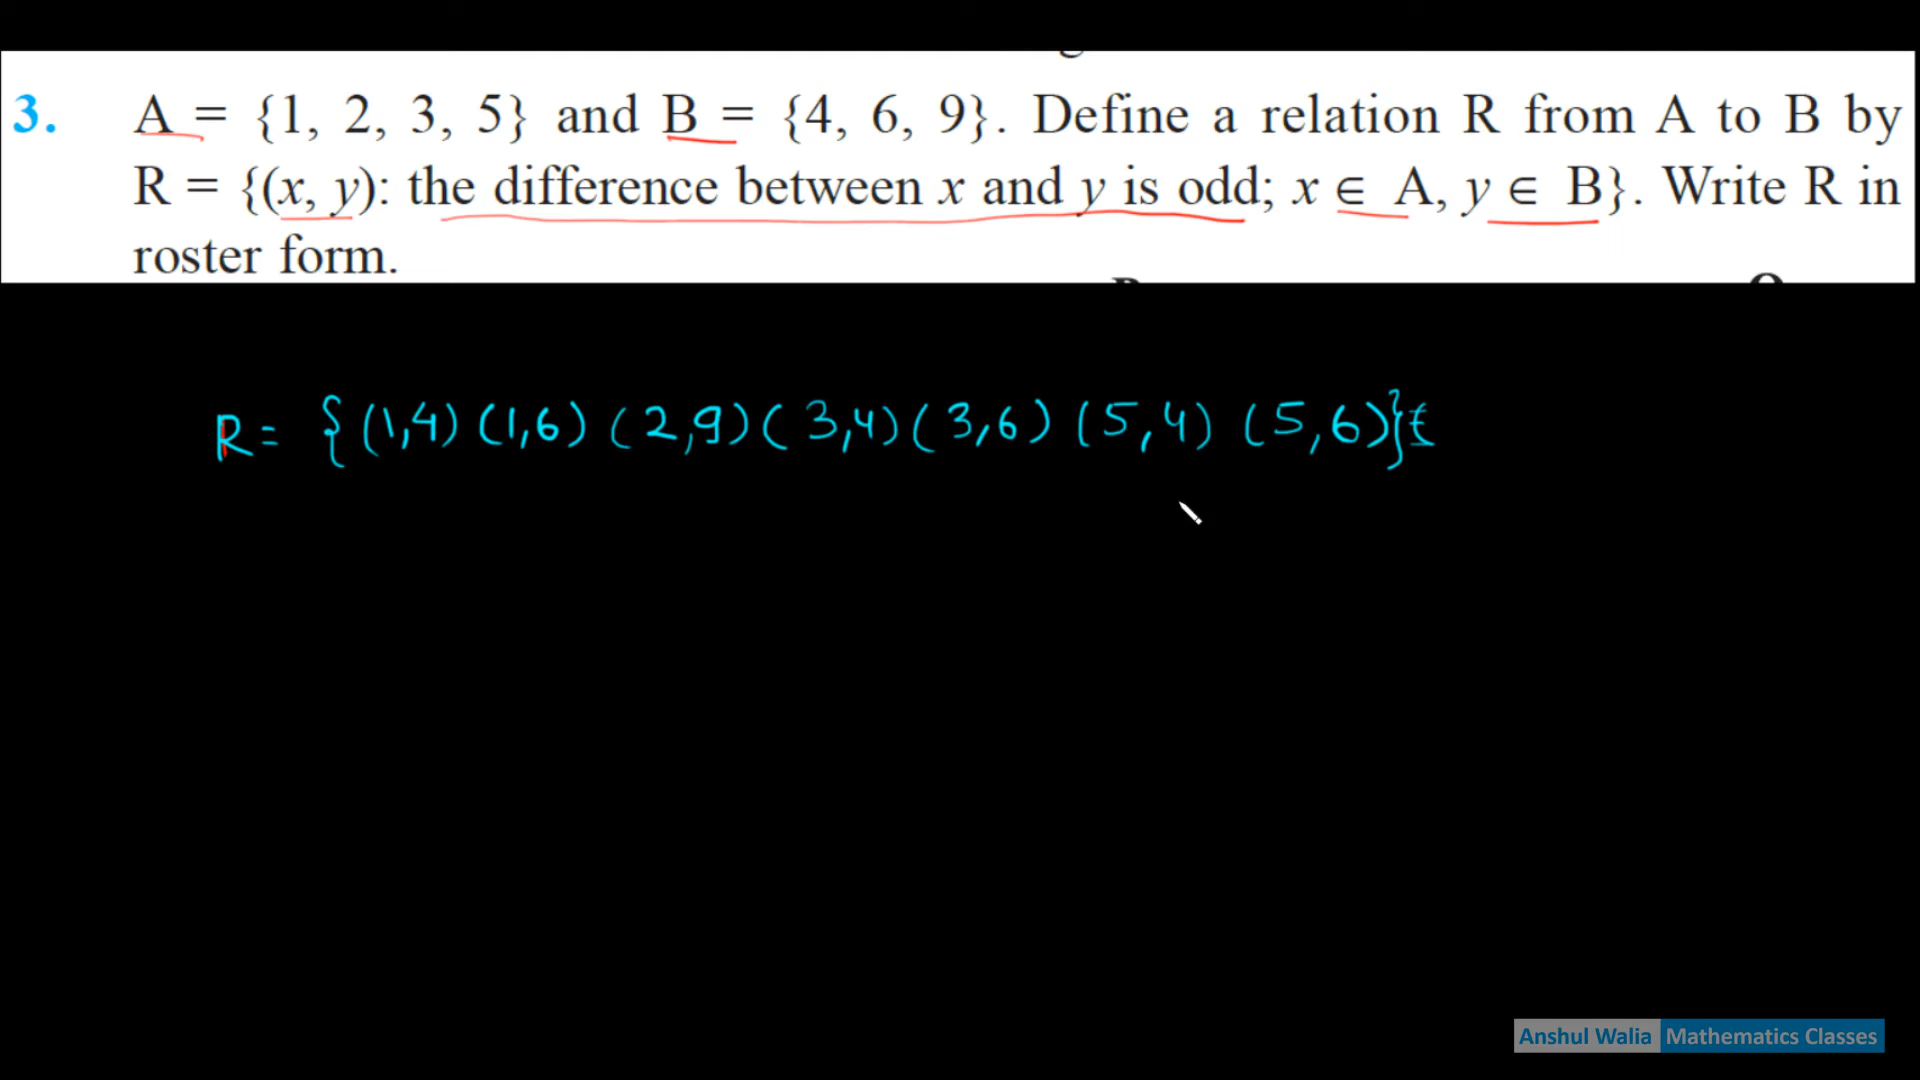 3. A = {1, 2, 3, 5} and B = {4, 6, 9}. Define a relation R from A to B by
R = {(x, y): the difference between x and y is odd; x ∈ A, y ∈ B}. Write R in
roster form.
R = {(1,4) (1,6) (2,9) (3,4) (3,6) (5,4) (5,6)}
Anshul Walia Mathematics Classes